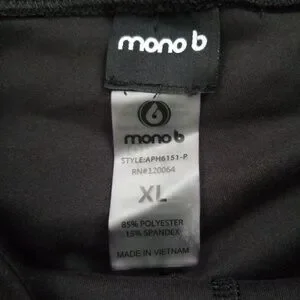 mono b
mono b
STYLE:APH6151-P
RN#120064
XL
85% POLYESTER
15% SPANDEX
MADE IN VIETNAM